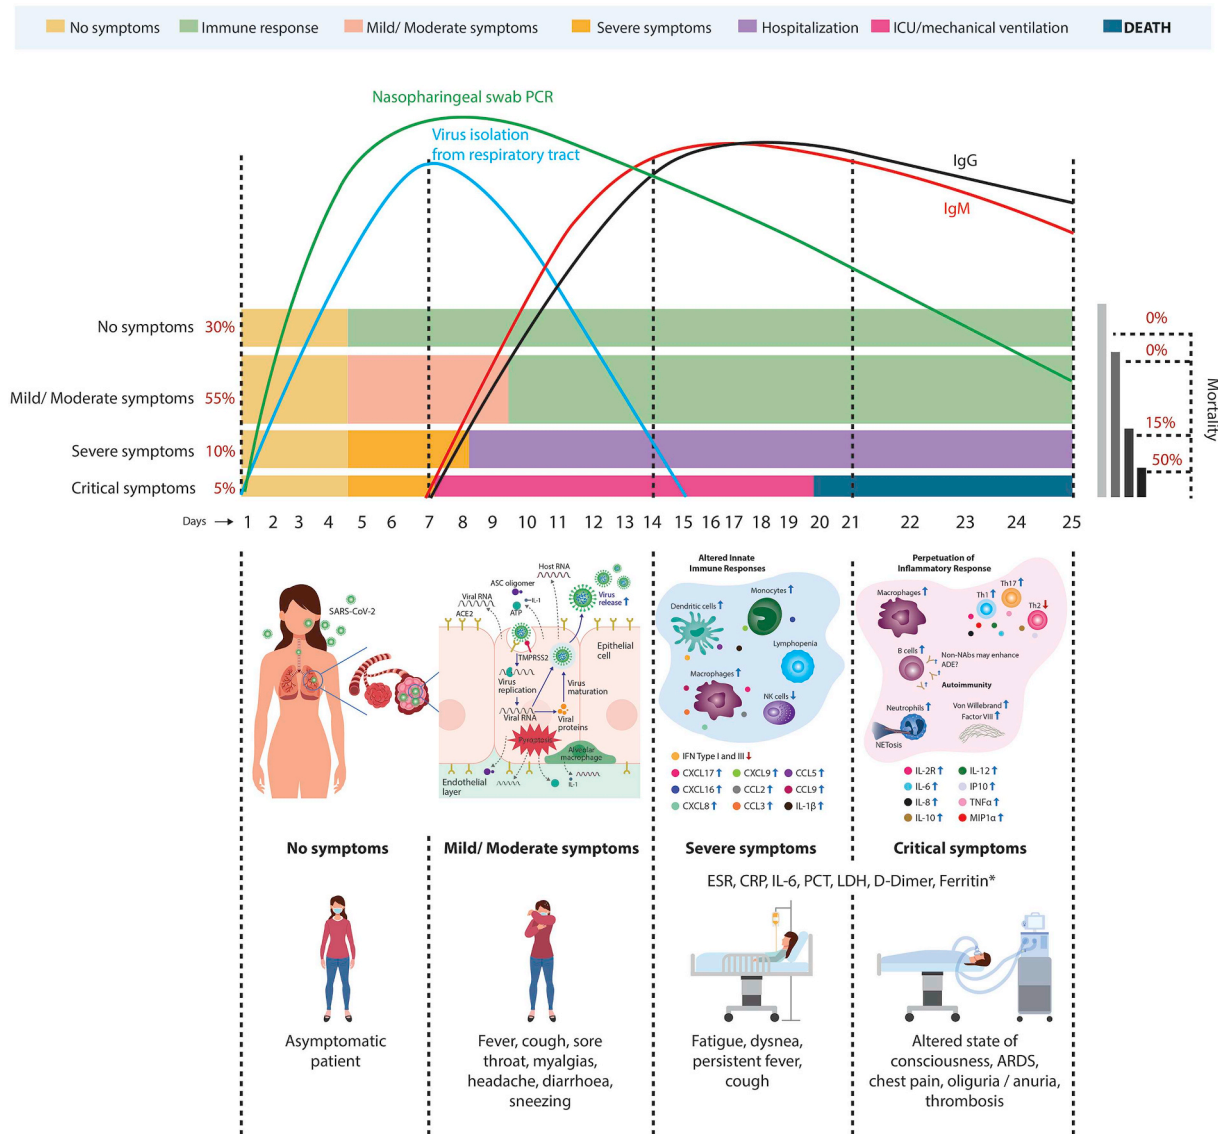 No symptoms
Immune response
Mild/ Moderate symptoms
Severe symptoms
Hospitalization
ICU/mechanical ventilation
DEATH
Nasopharingeal swab PCR
Virus isolation
from respiratory tract
IgG
IgM
No symptoms 30%
Mild/ Moderate symptoms 55%
Severe symptoms 10%
Critical symptoms 5%
0%
0%
15%
50%
Mortality
Days → 1 2 3 4 5 6 7 8 9 10 11 12 13 14 15 16 17 18 19 20 21 22 23 24 25
SARS-CoV-2
Host RNA
ASC oligomer
Viral RNA
IL-1
ACE2
ATP
Virus
release ↑
TMPRSS2
Epithelial
cell
Virus
replication
Virus
maturation
Viral RNA
Viral
proteins
Pyroptosis
Alveolar
macrophage
Endothelial
layer
IL-1
Altered Innate
Immune Responses
Monocytes ↑
Dendritic cells ↑
Lymphopenia
Macrophages ↑
NK cells ↓
IFN Type I and III ↓
CXCL17 ↑ CXCL9 ↑ CCL5 ↑
CXCL16 ↑ CCL2 ↑ CCL9 ↑
CXCL8 ↑ CCL3 ↑ IL-1β ↑
Perpetuation of
Inflammatory Response
Macrophages ↑
Th17 ↑
Th1 ↑
Th2 ↓
B cells ↑
Non-NAbs may enhance
ADE?
Autoimmunity
Neutrophils ↑
Von Willebrand ↑
Factor VIII ↑
NETosis
IL-2R ↑ IL-12 ↑
IL-6 ↑ IP10 ↑
IL-8 ↑ TNFα ↑
IL-10 ↑ MIP1α ↑
No symptoms
Mild/ Moderate symptoms
Severe symptoms
Critical symptoms
ESR, CRP, IL-6, PCT, LDH, D-Dimer, Ferritin*
Asymptomatic
patient
Fever, cough, sore
throat, myalgias,
headache, diarrhoea,
sneezing
Fatigue, dysnea,
persistent fever,
cough
Altered state of
consciousness, ARDS,
chest pain, oliguria / anuria,
thrombosis